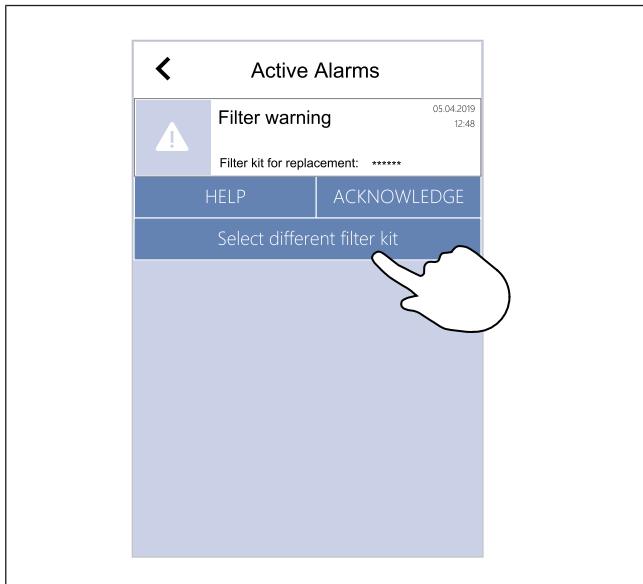 Active Alarms
Filter warning
05.04.2019
12:48
Filter kit for replacement: ******
HELP
ACKNOWLEDGE
Select different filter kit